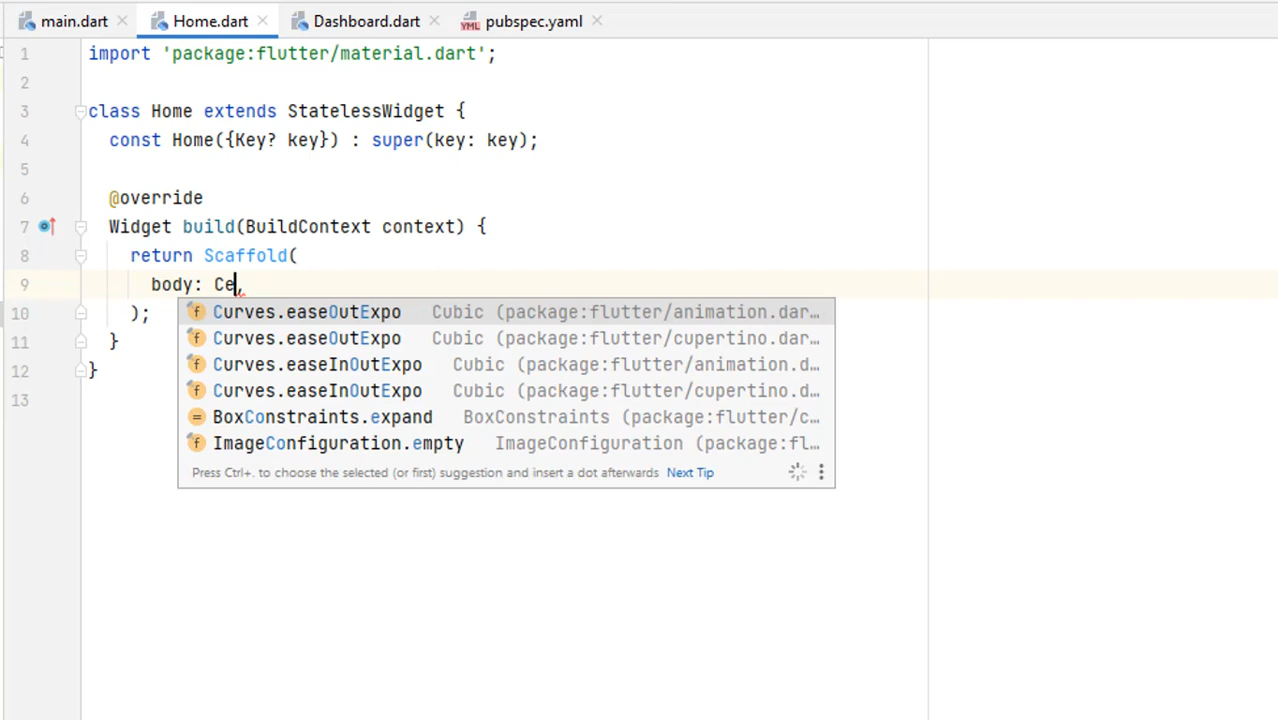 main.dart Home.dart Dashboard.dart YML pubspec.yaml
1 import 'package:flutter/material.dart';
2
3 class Home extends StatelessWidget {
4 const Home({Key? key}) : super(key: key);
5
6 @override
7 Widget build(BuildContext context) {
8 return Scaffold(
9 body: Ce,
10 );
11 }
12 }
13
f Curves.easeOutExpo Cubic (package:flutter/animation.dar…
f Curves.easeOutExpo Cubic (package:flutter/cupertino.dar…
f Curves.easeInOutExpo Cubic (package:flutter/animation.d…
f Curves.easeInOutExpo Cubic (package:flutter/cupertino.d…
= BoxConstraints.expand BoxConstraints (package:flutter/c…
f ImageConfiguration.empty ImageConfiguration (package:fl…
Press Ctrl+. to choose the selected (or first) suggestion and insert a dot afterwards Next Tip